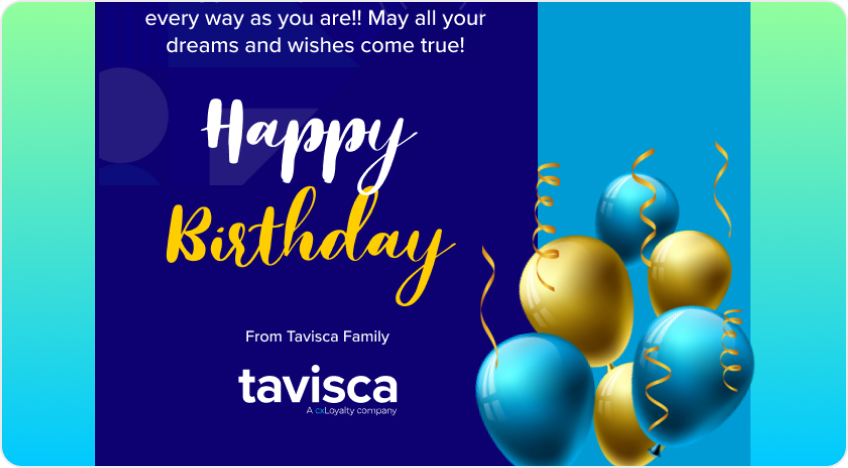 every way as you are!! May all your
dreams and wishes come true!
Happy
Birthday
From Tavisca Family
tavisca
A cxLoyalty company